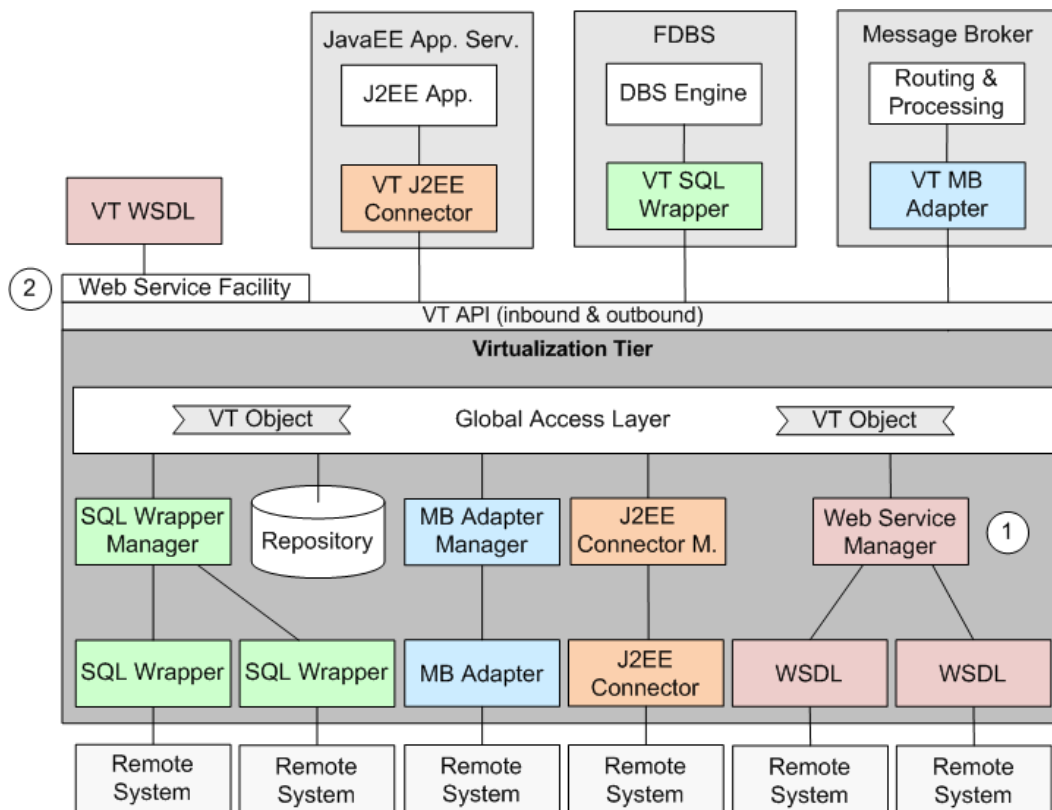 JavaEE App. Serv.
J2EE App.
VT J2EE
Connector
FDBS
DBS Engine
VT SQL
Wrapper
Message Broker
Routing &
Processing
VT MB
Adapter
VT WSDL
2
Web Service Facility
VT API (inbound & outbound)
Virtualization Tier
VT Object
Global Access Layer
VT Object
SQL Wrapper
Manager
Repository
MB Adapter
Manager
J2EE
Connector M.
Web Service
Manager
1
SQL Wrapper
SQL Wrapper
MB Adapter
J2EE
Connector
WSDL
WSDL
Remote
System
Remote
System
Remote
System
Remote
System
Remote
System
Remote
System